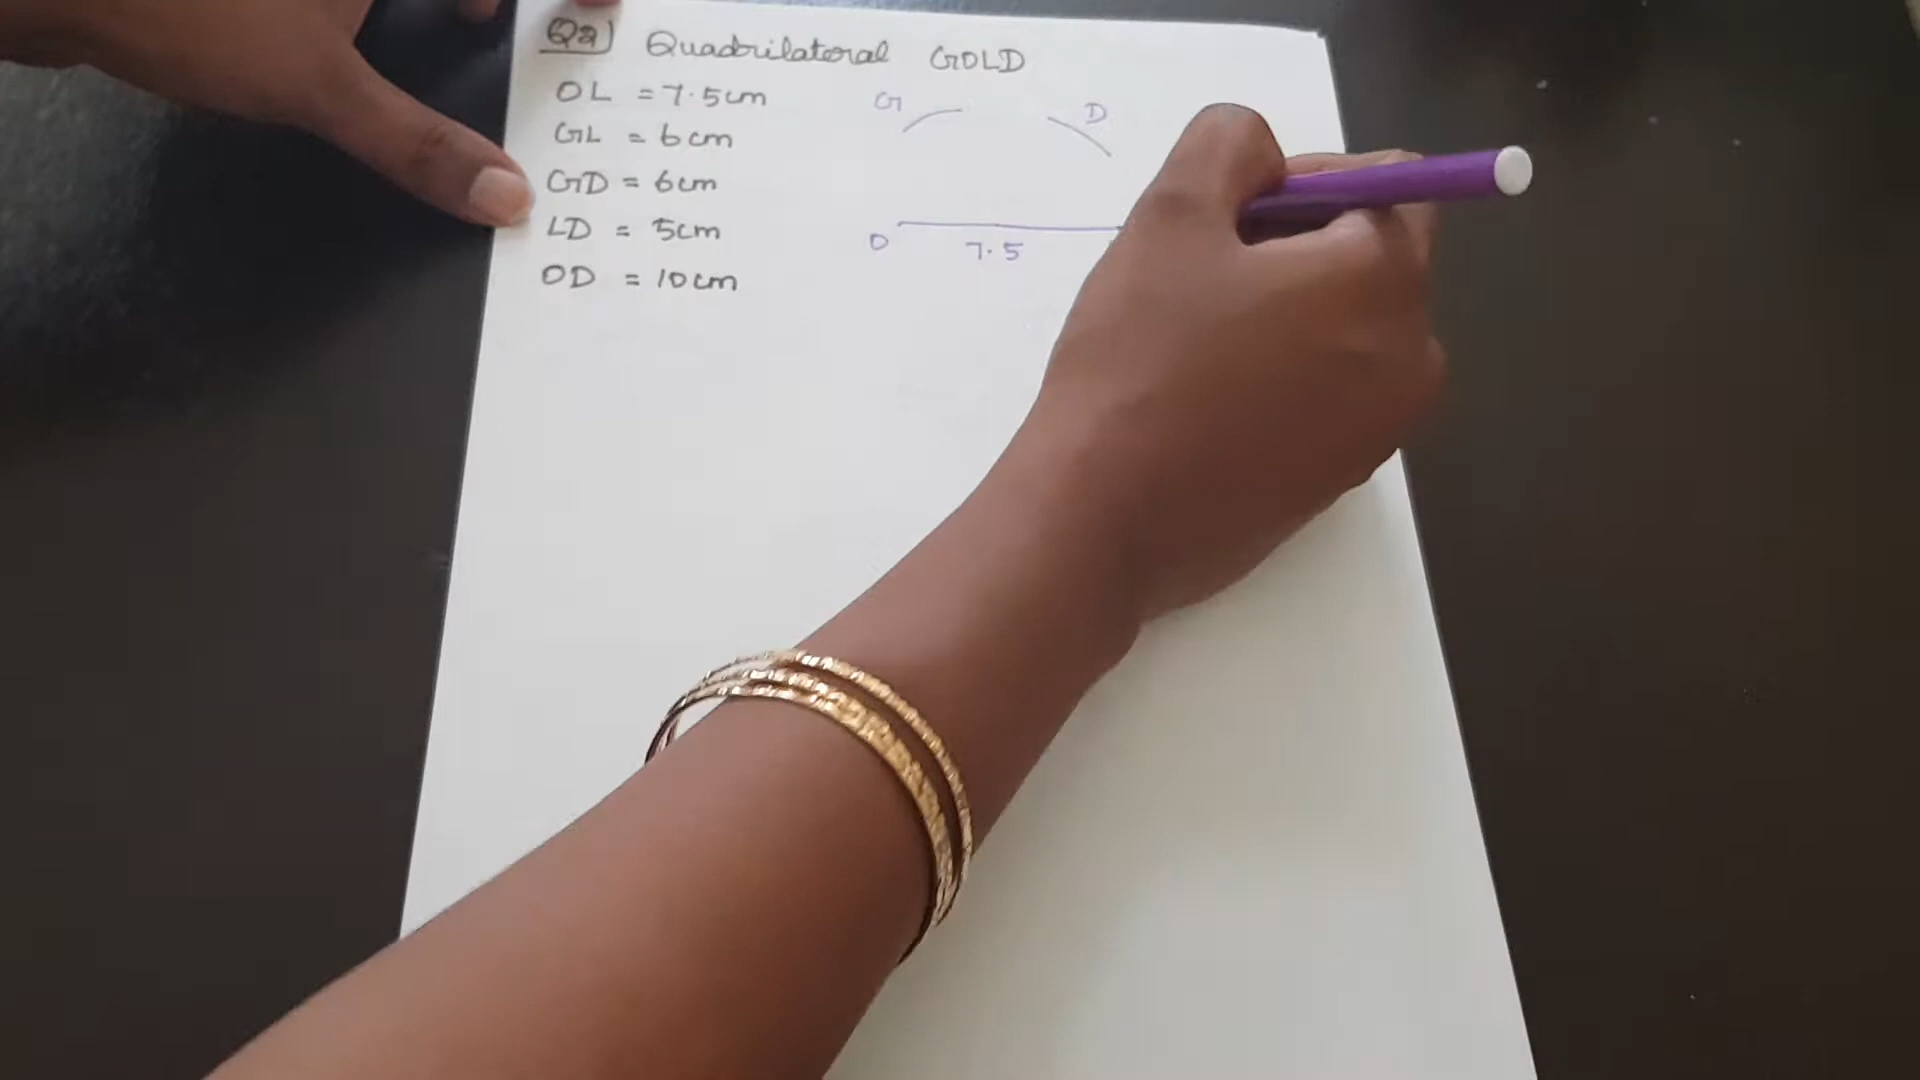 Q2) Quadrilateral GOLD
OL = 7.5cm
GL = 6cm
GD = 6cm
LD = 5cm
OD = 10cm
G D
O 7.5